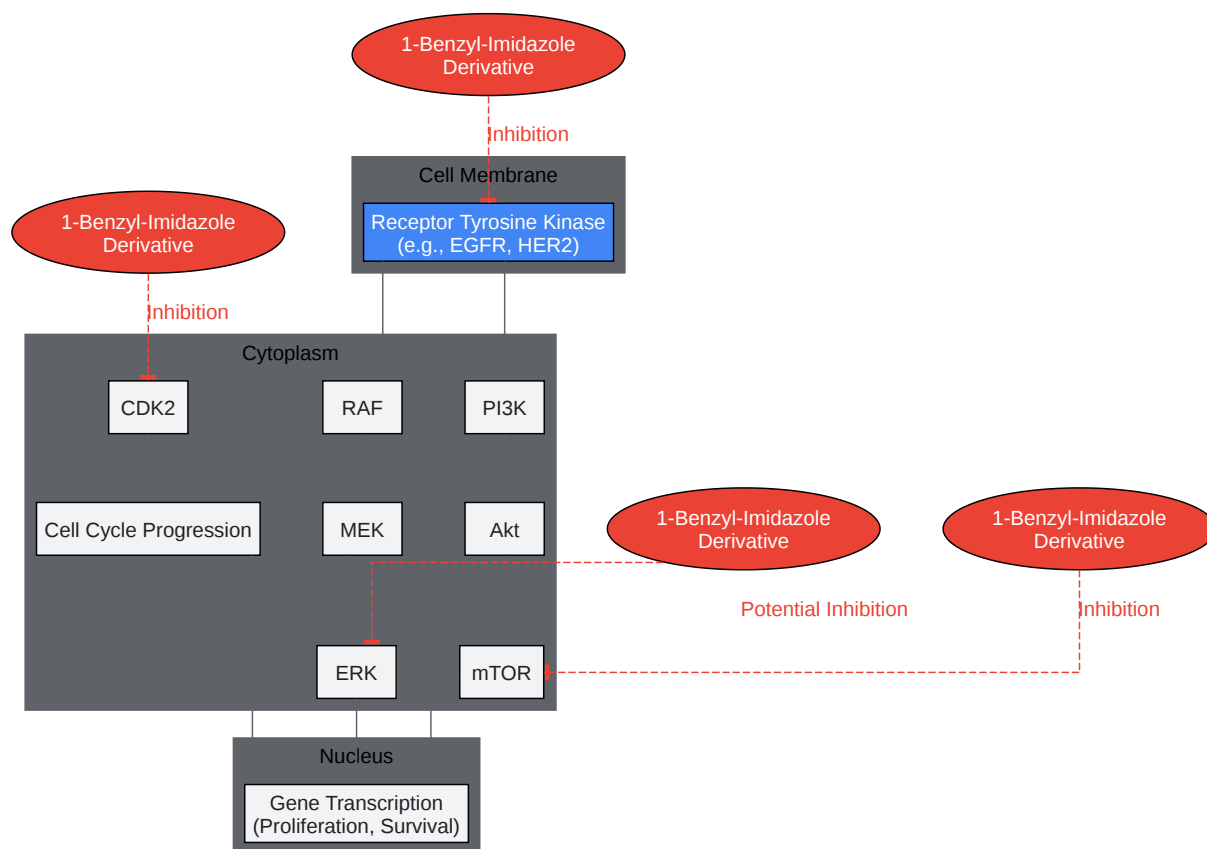 1-Benzyl-Imidazole
Derivative
Inhibition
Cell Membrane
Receptor Tyrosine Kinase
(e.g., EGFR, HER2)
1-Benzyl-Imidazole
Derivative
Inhibition
Cytoplasm
CDK2
RAF
PI3K
Cell Cycle Progression
MEK
Akt
1-Benzyl-Imidazole
Derivative
1-Benzyl-Imidazole
Derivative
Potential Inhibition
Inhibition
ERK
mTOR
Nucleus
Gene Transcription
(Proliferation, Survival)